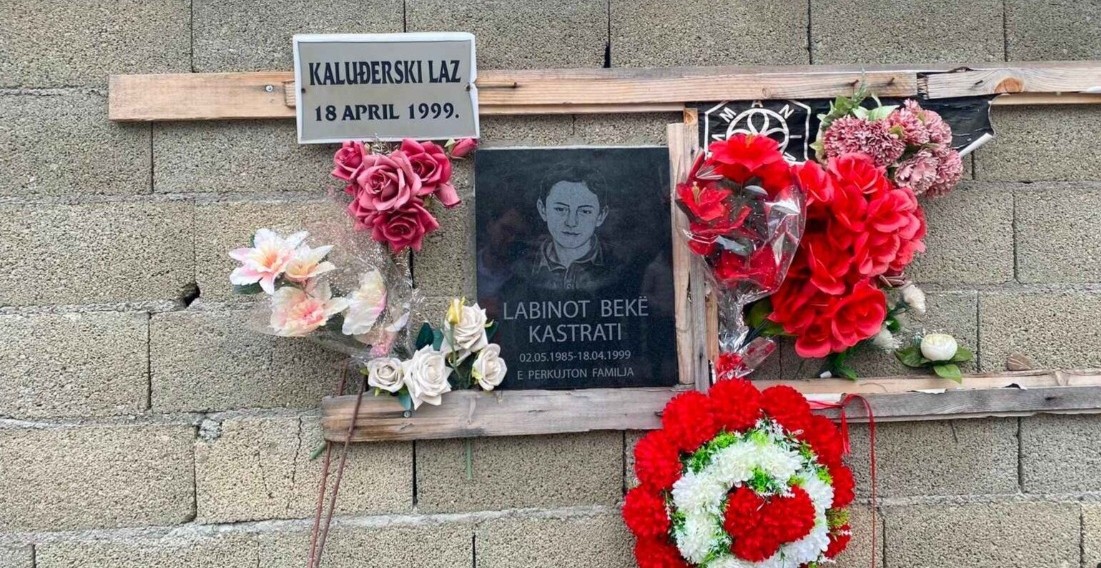 KALUĐERSKI LAZ
18 APRIL 1999.
LABINOT BEKË
KASTRATI
02.05.1985-18.04.1999
E PERKUJTON FAMILJA